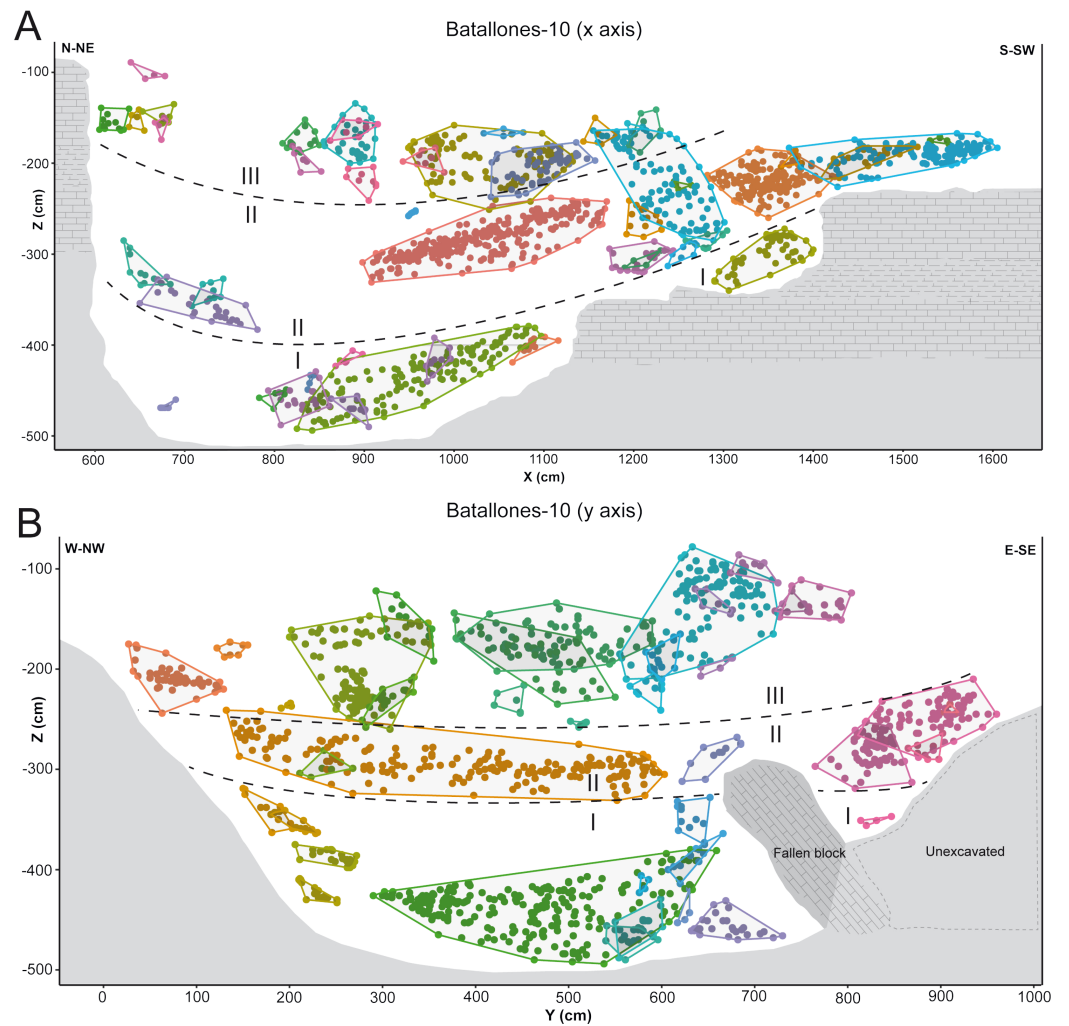 A
Batallones-10 (x axis)
N-NE
S-SW
-100
-200
-300
-400
-500
Z (cm)
III
II
II
I
I
600 700 800 900 1000 1100 1200 1300 1400 1500 1600
X (cm)
B
Batallones-10 (y axis)
W-NW
E-SE
-100
-200
-300
-400
-500
Z (cm)
III
II
II
I
I
Fallen block
Unexcavated
0 100 200 300 400 500 600 700 800 900 1000
Y (cm)